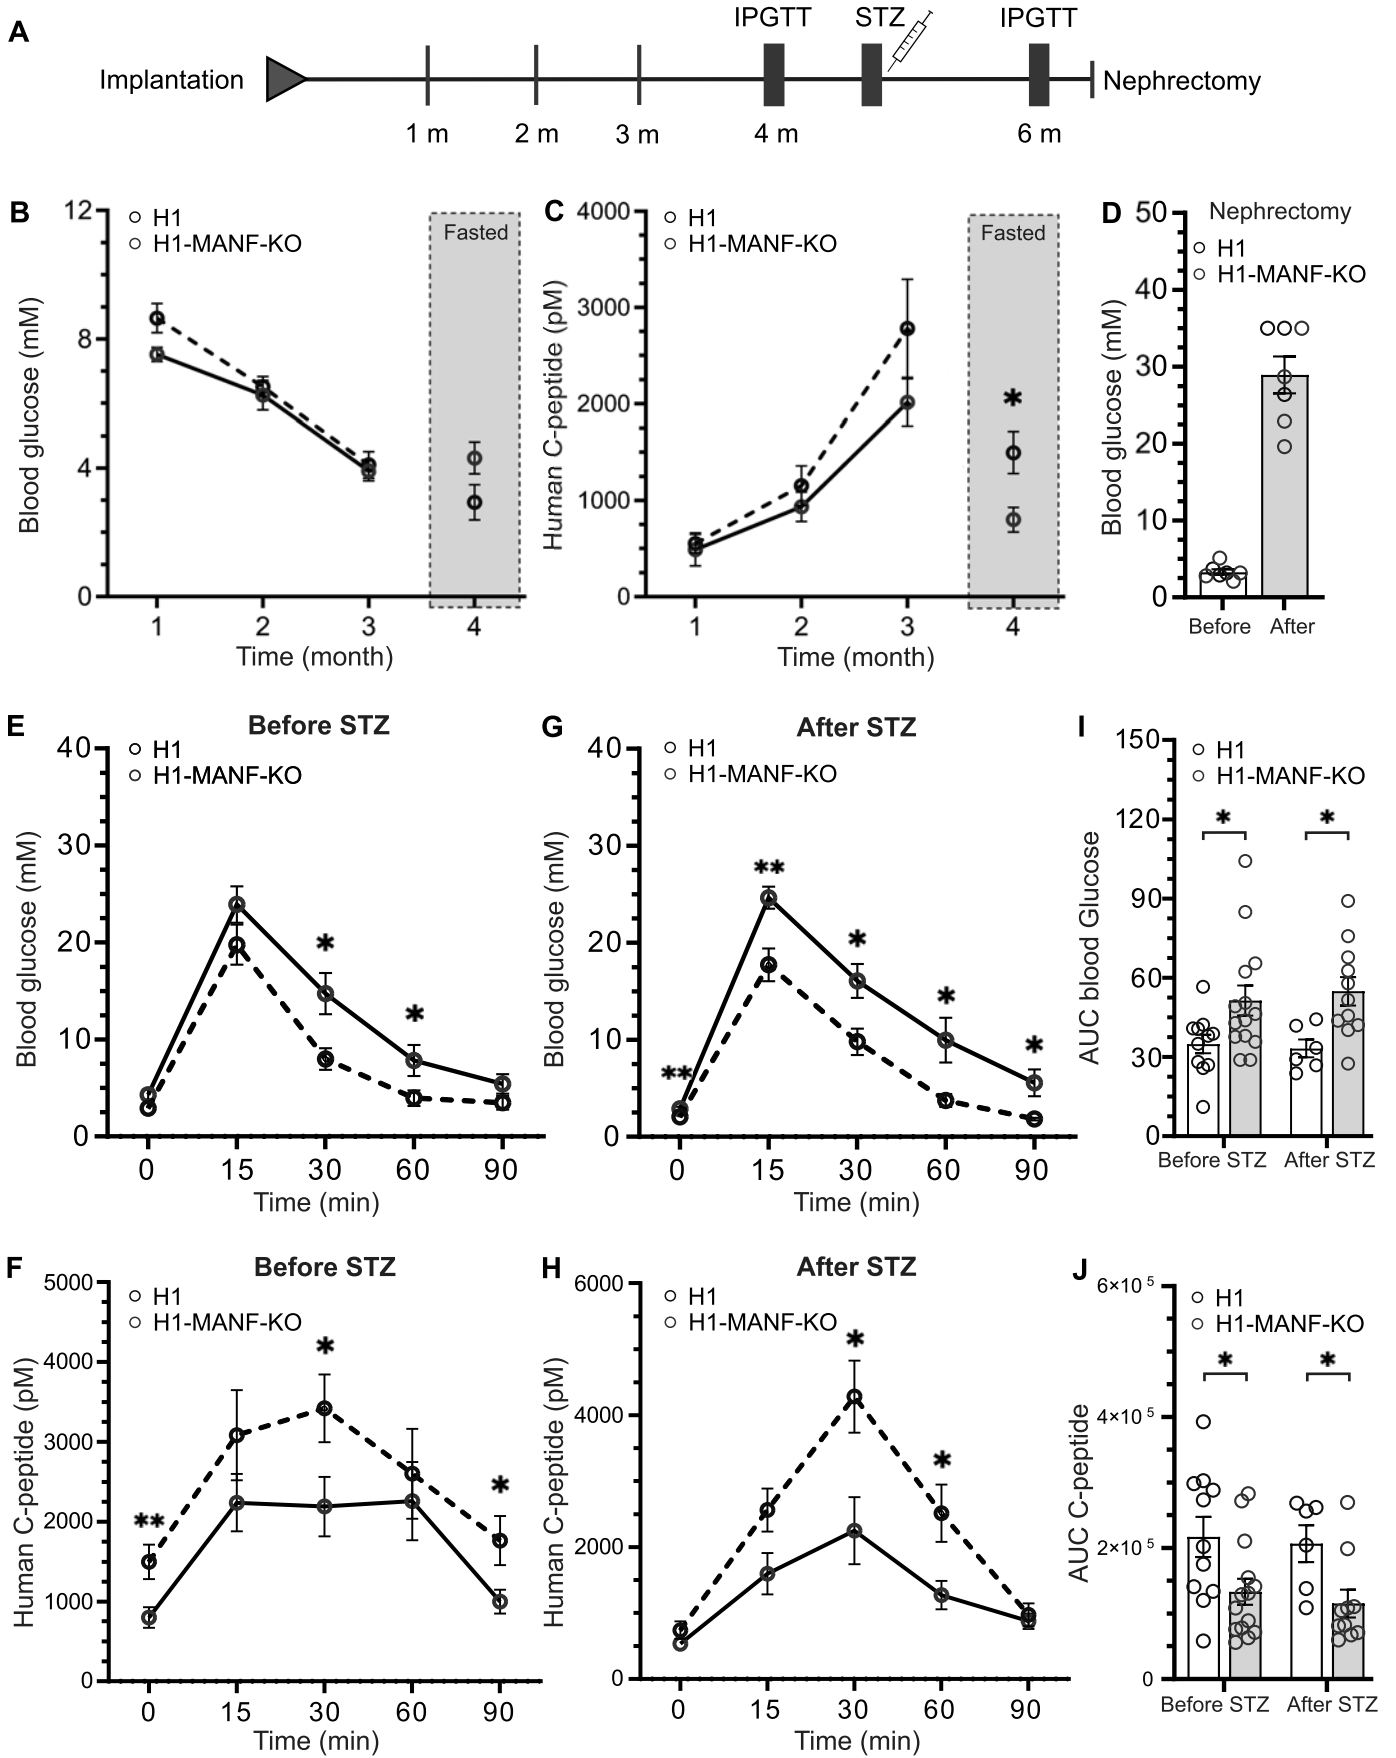 A
IPGTT STZ IPGTT
Implantation Nephrectomy
1 m 2 m 3 m 4 m 6 m
B
12
8
4
0
Blood glucose (mM)
H1
H1-MANF-KO
Fasted
1 2 3 4
Time (month)
C
4000
3000
2000
1000
0
Human C-peptide (pM)
H1
H1-MANF-KO
Fasted
*
1 2 3 4
Time (month)
D
Nephrectomy
50
40
30
20
10
0
Blood glucose (mM)
H1
H1-MANF-KO
Before After
E
Before STZ
40
30
20
10
0
Blood glucose (mM)
H1
H1-MANF-KO
* *
0 15 30 60 90
Time (min)
G
After STZ
40
30
20
10
0
Blood glucose (mM)
H1
H1-MANF-KO
** ** * * *
0 15 30 60 90
Time (min)
I
150
120
90
60
30
0
AUC blood Glucose
H1
H1-MANF-KO
* *
Before STZ After STZ
F
Before STZ
5000
4000
3000
2000
1000
0
Human C-peptide (pM)
H1
H1-MANF-KO
** * *
0 15 30 60 90
Time (min)
H
After STZ
6000
4000
2000
0
Human C-peptide (pM)
H1
H1-MANF-KO
* *
0 15 30 60 90
Time (min)
J
6×10⁵
4×10⁵
2×10⁵
0
AUC C-peptide
H1
H1-MANF-KO
* *
Before STZ After STZ